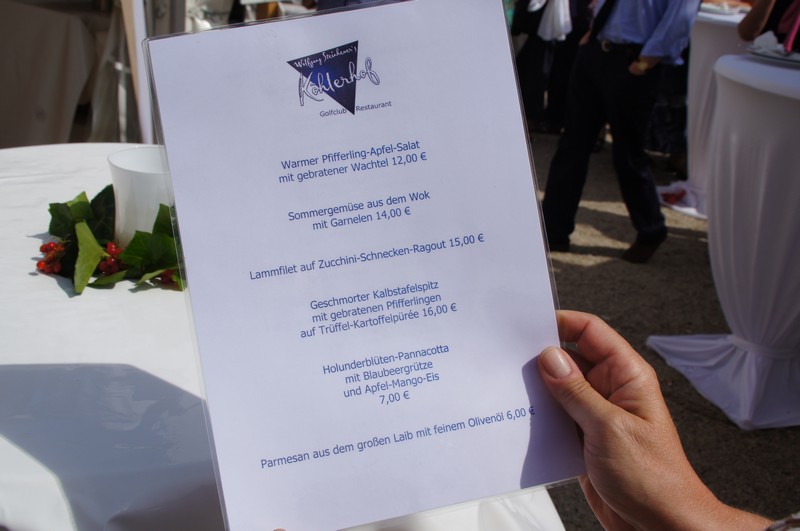 Wolfgang Steinhauer's
Köhlerhof
Golfclub Restaurant
Warmer Pfifferling-Apfel-Salat
mit gebratener Wachtel 12,00 €
Sommergemüse aus dem Wok
mit Garnelen 14,00 €
Lammfilet auf Zucchini-Schnecken-Ragout 15,00 €
Geschmorter Kalbstafelspitz
mit gebratenen Pfifferlingen
auf Trüffel-Kartoffelpürée 16,00 €
Holunderblüten-Pannacotta
mit Blaubeergrütze
und Apfel-Mango-Eis
7,00 €
Parmesan aus dem großen Laib mit feinem Olivenöl 6,00 €